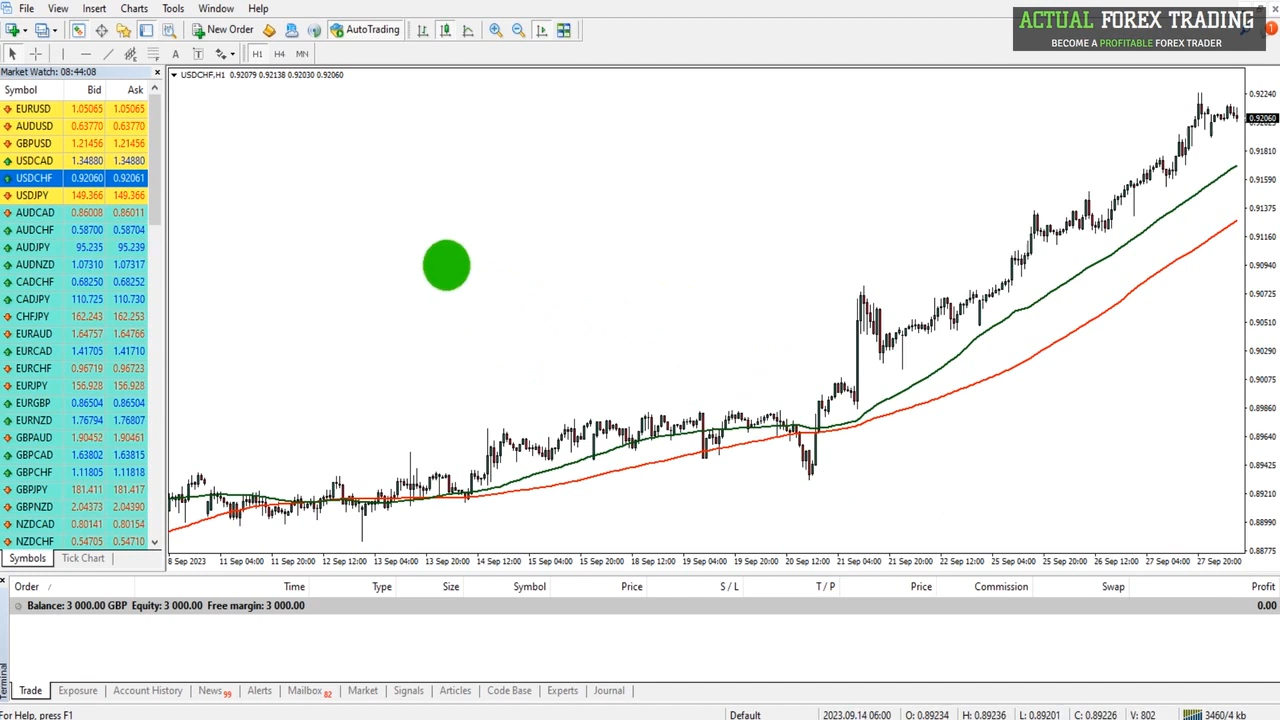 File View Insert Charts Tools Window Help
ACTUAL FOREX TRADING
BECOME A PROFITABLE FOREX TRADER
1
New Order AutoTrading
A T H1 H4 MN
Market Watch: 08:44:08
USDCHF,H1 0.92079 0.92138 0.92030 0.92060
Symbol Bid Ask
EURUSD 1.05065 1.05065
AUDUSD 0.63770 0.63770
GBPUSD 1.21456 1.21456
USDCAD 1.34880 1.34880
USDCHF 0.92060 0.92061
USDJPY 149.366 149.366
AUDCAD 0.86008 0.86011
AUDCHF 0.58700 0.58704
AUDJPY 95.235 95.239
AUDNZD 1.07310 1.07317
CADCHF 0.68250 0.68252
CADJPY 110.725 110.730
CHFJPY 162.243 162.253
EURAUD 1.64757 1.64766
EURCAD 1.41705 1.41710
EURCHF 0.96719 0.96723
EURJPY 156.928 156.928
EURGBP 0.86504 0.86504
EURNZD 1.76794 1.76807
GBPAUD 1.90452 1.90461
GBPCAD 1.63802 1.63815
GBPCHF 1.11805 1.11818
GBPJPY 181.411 181.417
GBPNZD 2.04373 2.04390
NZDCAD 0.80141 0.80154
NZDCHF 0.54705 0.54710
Symbols Tick Chart
0.92240
0.92060
0.91810
0.91590
0.91375
0.91160
0.90940
0.90725
0.90510
0.90290
0.90075
0.89860
0.89640
0.89425
0.89210
0.88990
0.88775
8 Sep 2023 11 Sep 04:00 11 Sep 20:00 12 Sep 12:00 13 Sep 04:00 13 Sep 20:00 14 Sep 12:00 15 Sep 04:00 15 Sep 20:00 18 Sep 12:00 19 Sep 04:00 19 Sep 20:00 20 Sep 12:00 21 Sep 04:00 21 Sep 20:00 22 Sep 12:00 25 Sep 04:00 25 Sep 20:00 26 Sep 12:00 27 Sep 04:00 27 Sep 20:00
Order / Time Type Size Symbol Price S / L T / P Price Commission Swap Profit
Balance: 3 000.00 GBP Equity: 3 000.00 Free margin: 3 000.00 0.00
Terminal
Trade Exposure Account History News 99 Alerts Mailbox 82 Market Signals Articles Code Base Experts Journal
For Help, press F1 Default 2023.09.14 06:00 O: 0.89234 H: 0.89236 L: 0.89201 C: 0.89226 V: 802 3460/4 kb